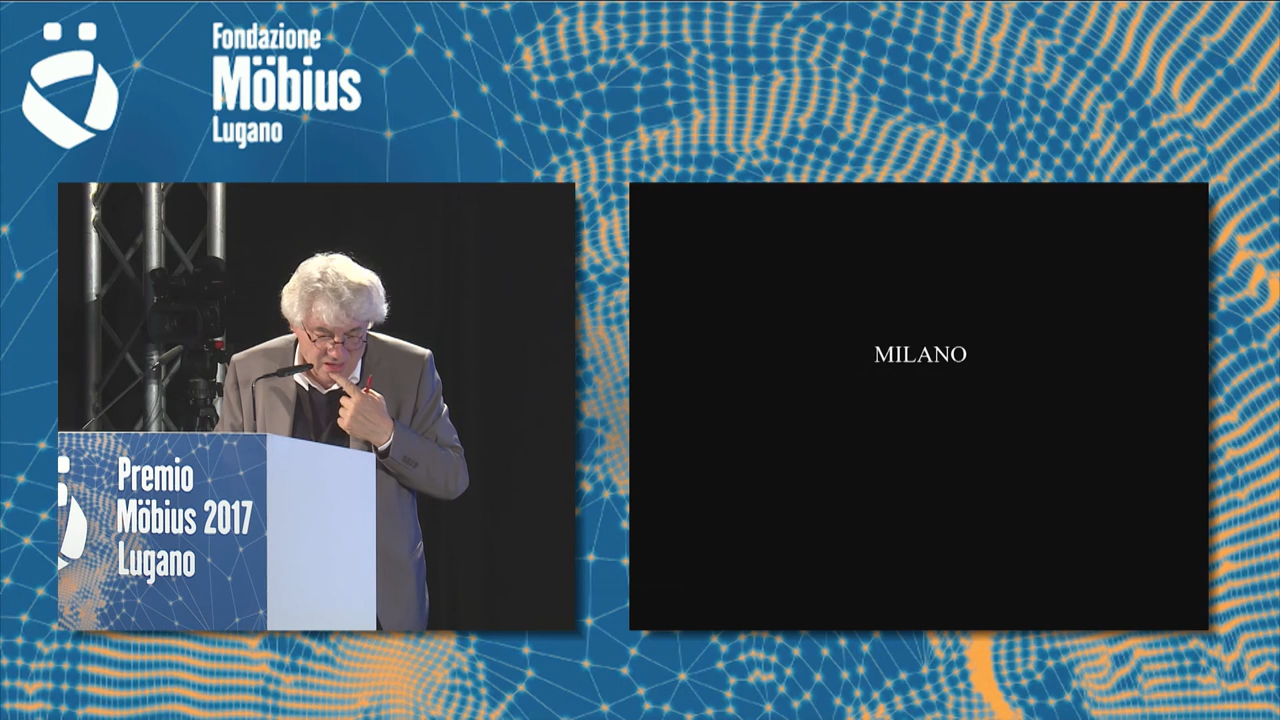 Fondazione
Möbius
Lugano
MILANO
Premio
Möbius 2017
Lugano